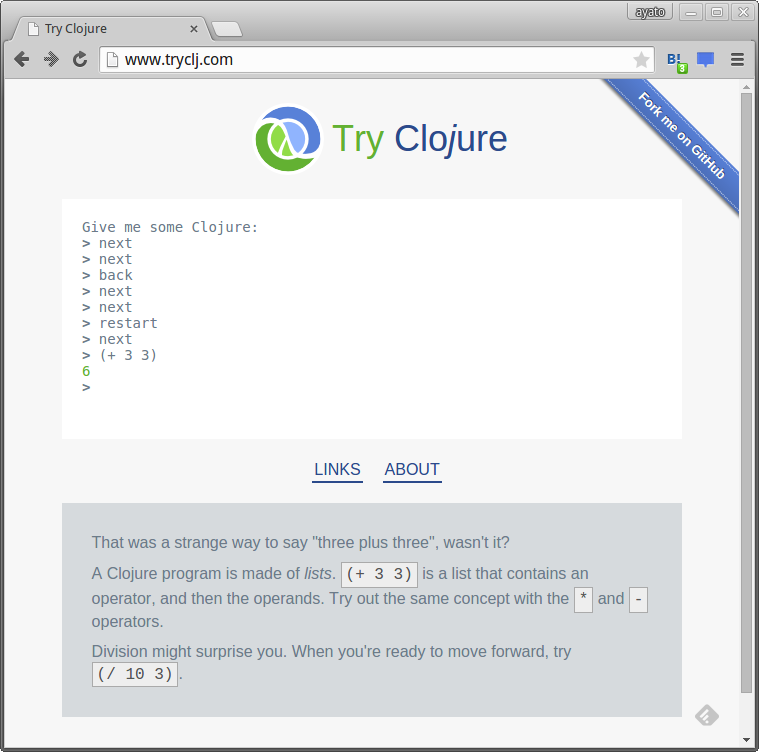 ayato
Try Clojure
www.tryclj.com
B!
3
Fork me on GitHub
Try Clojure
Give me some Clojure:
> next
> next
> back
> next
> next
> restart
> next
> (+ 3 3)
6
>
LINKS ABOUT
That was a strange way to say "three plus three", wasn't it?
A Clojure program is made of lists. (+ 3 3) is a list that contains an
operator, and then the operands. Try out the same concept with the * and -
operators.
Division might surprise you. When you're ready to move forward, try
(/ 10 3).